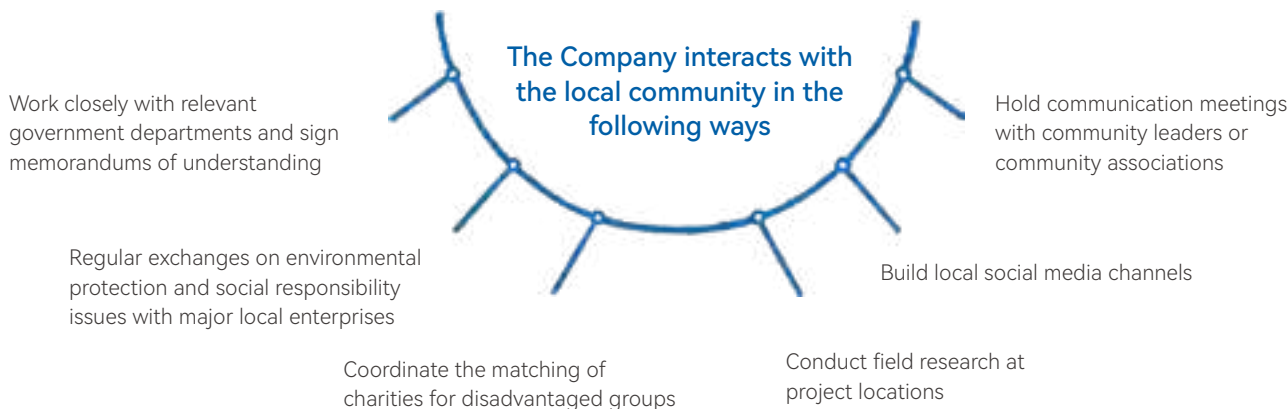 The Company interacts with
the local community in the
following ways
Work closely with relevant
government departments and sign
memorandums of understanding
Regular exchanges on environmental
protection and social responsibility
issues with major local enterprises
Coordinate the matching of
charities for disadvantaged groups
Conduct field research at
project locations
Build local social media channels
Hold communication meetings
with community leaders or
community associations